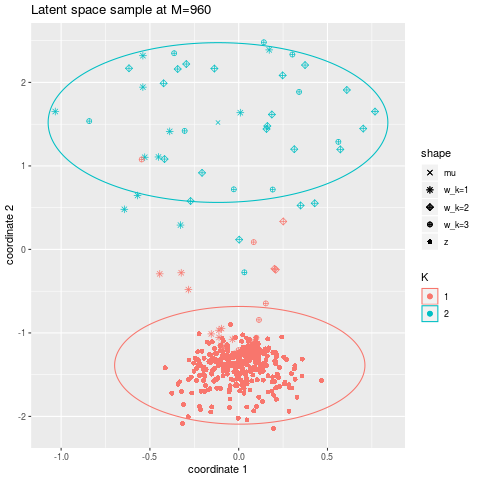 Latent space sample at M=960
coordinate 2
2
1
0
-1
-2
-1.0
-0.5
0.0
0.5
coordinate 1
shape
mu
w_k=1
w_k=2
w_k=3
z
K
1
2